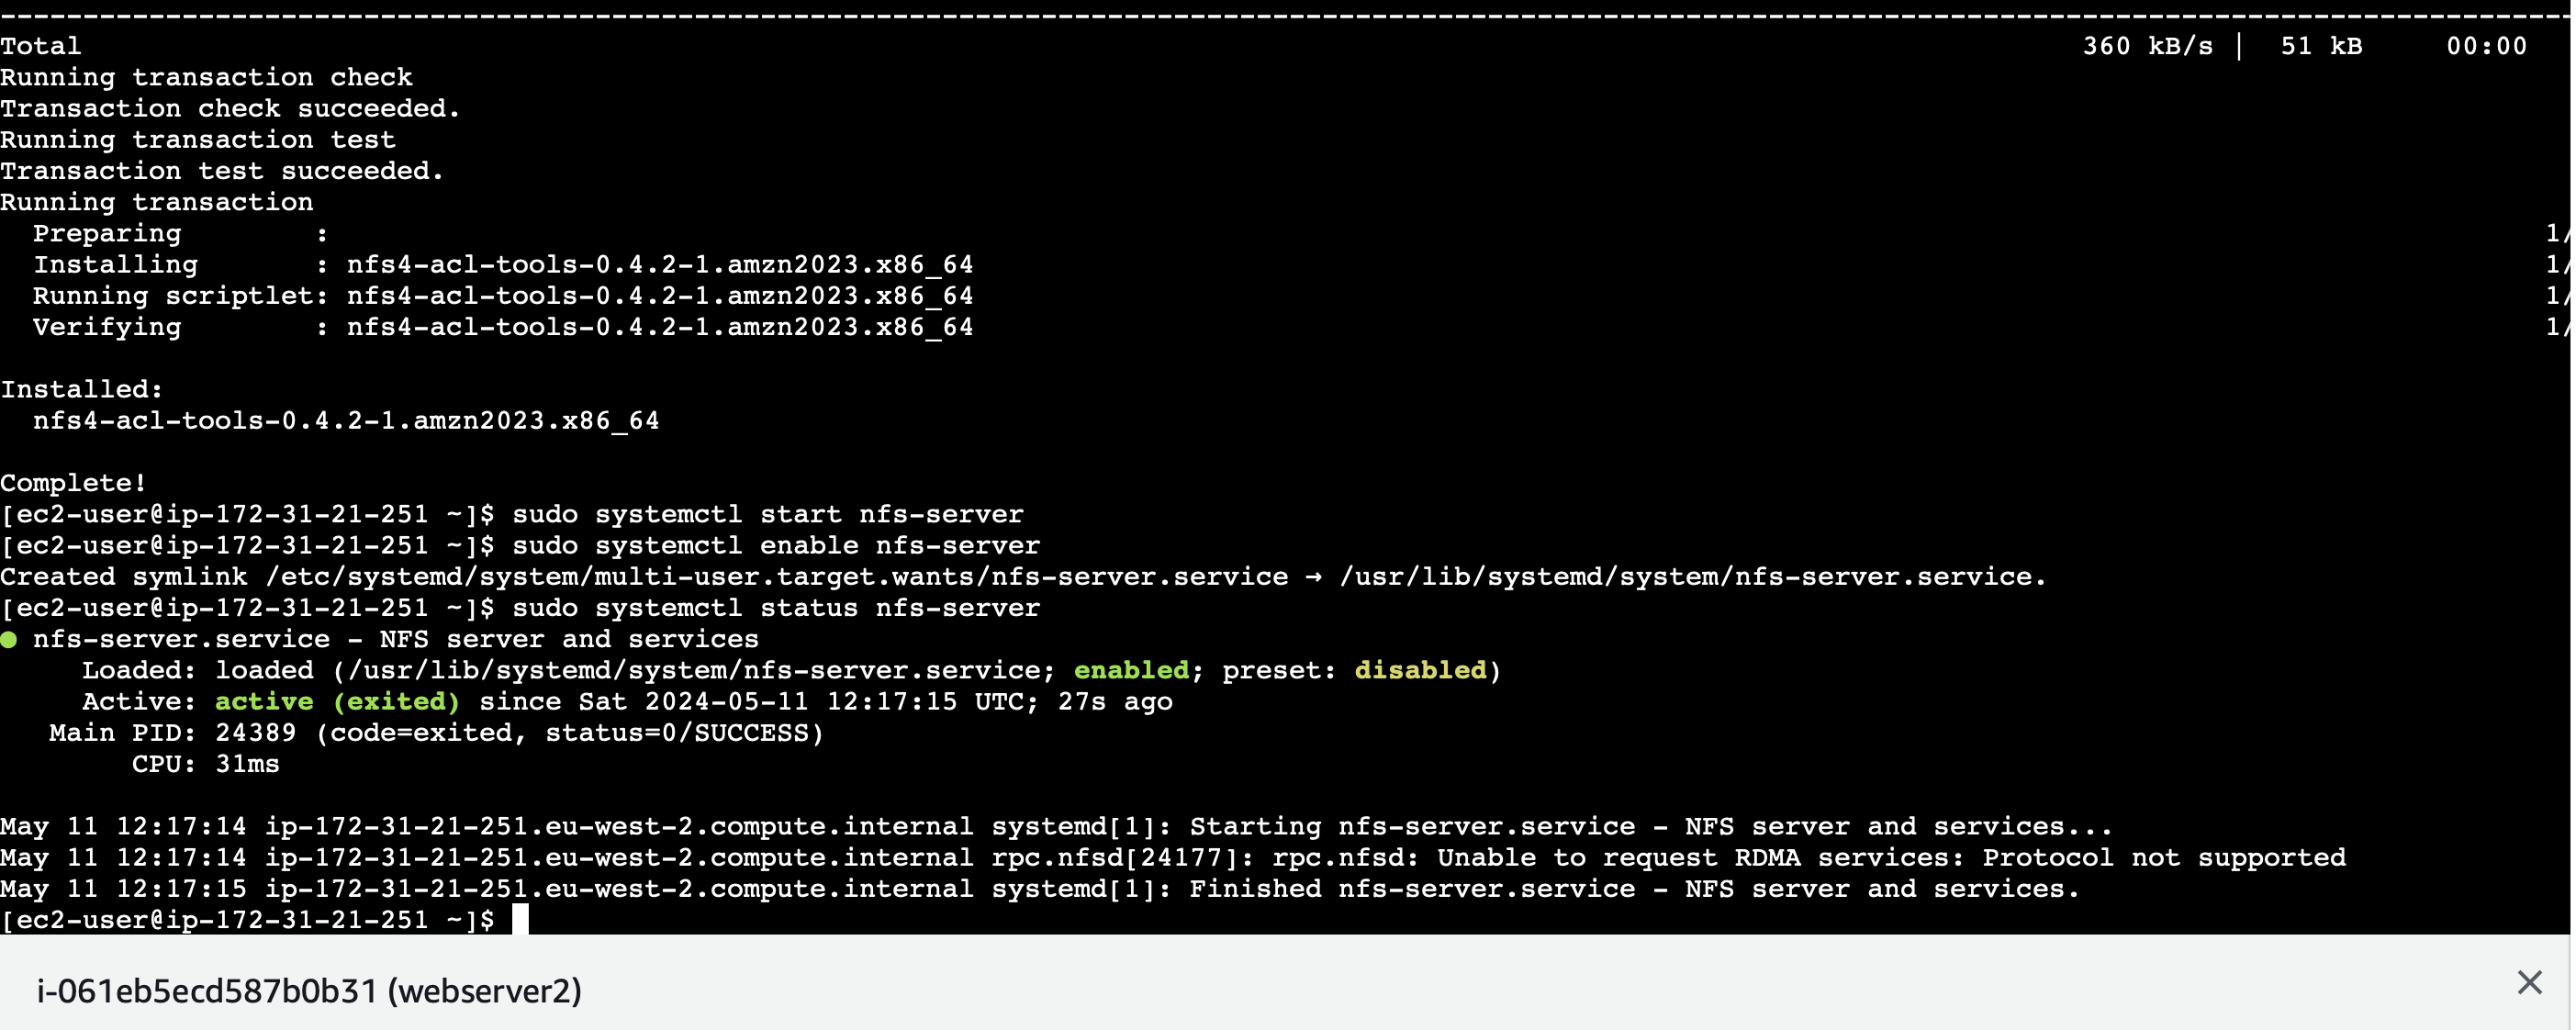 Total 360 kB/s | 51 kB 00:00
Running transaction check
Transaction check succeeded.
Running transaction test
Transaction test succeeded.
Running transaction
  Preparing        : 1/
  Installing       : nfs4-acl-tools-0.4.2-1.amzn2023.x86_64 1/
  Running scriptlet: nfs4-acl-tools-0.4.2-1.amzn2023.x86_64 1/
  Verifying        : nfs4-acl-tools-0.4.2-1.amzn2023.x86_64 1/
Installed:
  nfs4-acl-tools-0.4.2-1.amzn2023.x86_64
Complete!
[ec2-user@ip-172-31-21-251 ~]$ sudo systemctl start nfs-server
[ec2-user@ip-172-31-21-251 ~]$ sudo systemctl enable nfs-server
Created symlink /etc/systemd/system/multi-user.target.wants/nfs-server.service → /usr/lib/systemd/system/nfs-server.service.
[ec2-user@ip-172-31-21-251 ~]$ sudo systemctl status nfs-server
● nfs-server.service - NFS server and services
     Loaded: loaded (/usr/lib/systemd/system/nfs-server.service; enabled; preset: disabled)
     Active: active (exited) since Sat 2024-05-11 12:17:15 UTC; 27s ago
   Main PID: 24389 (code=exited, status=0/SUCCESS)
        CPU: 31ms
May 11 12:17:14 ip-172-31-21-251.eu-west-2.compute.internal systemd[1]: Starting nfs-server.service - NFS server and services...
May 11 12:17:14 ip-172-31-21-251.eu-west-2.compute.internal rpc.nfsd[24177]: rpc.nfsd: Unable to request RDMA services: Protocol not supported
May 11 12:17:15 ip-172-31-21-251.eu-west-2.compute.internal systemd[1]: Finished nfs-server.service - NFS server and services.
[ec2-user@ip-172-31-21-251 ~]$
i-061eb5ecd587b0b31 (webserver2)